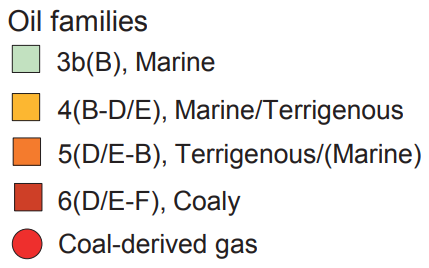 Oil families
3b(B), Marine
4(B-D/E), Marine/Terrigenous
5(D/E-B), Terrigenous/(Marine)
6(D/E-F), Coaly
Coal-derived gas